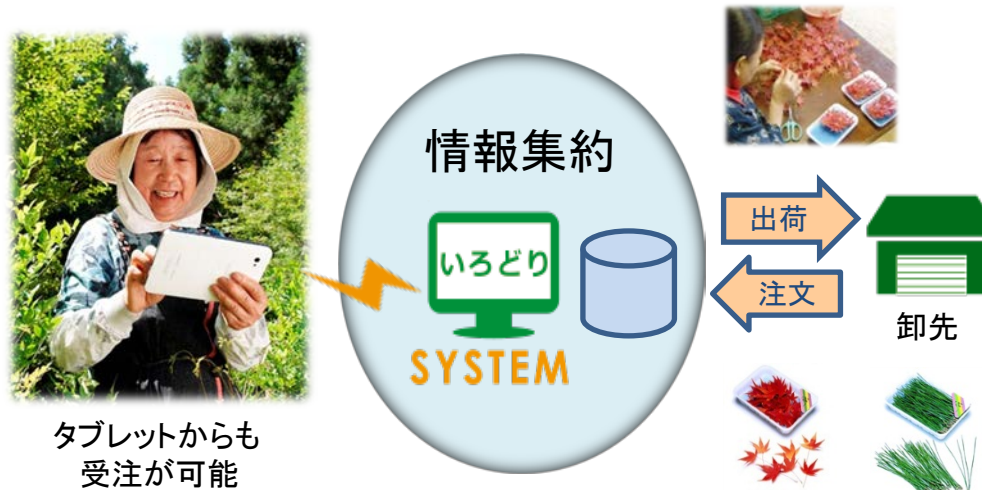 タブレットからも
受注が可能
情報集約
いろどり
SYSTEM
出荷
注文
卸先